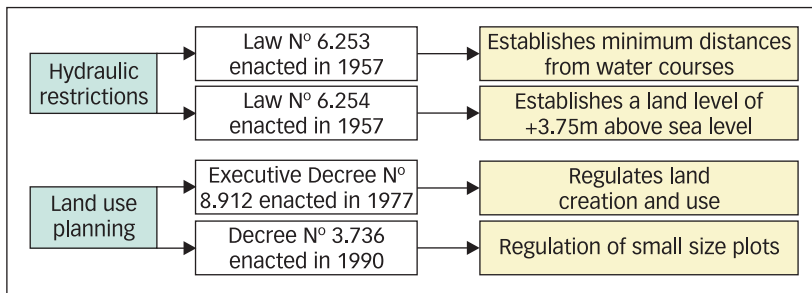 Hydraulic
restrictions
Law Nº 6.253
enacted in 1957
Establishes minimum distances
from water courses
Law Nº 6.254
enacted in 1957
Establishes a land level of
+3.75m above sea level
Land use
planning
Executive Decree Nº
8.912 enacted in 1977
Regulates land
creation and use
Decree Nº 3.736
enacted in 1990
Regulation of small size plots